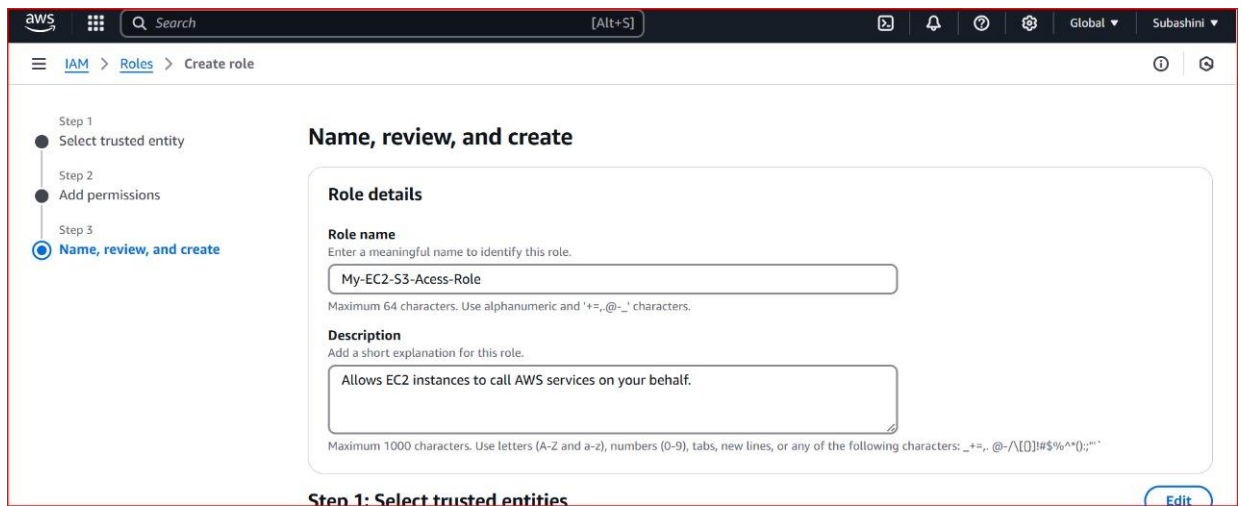 aws
Search [Alt+S] Global Subashini
IAM > Roles > Create role
Step 1
Select trusted entity
Step 2
Add permissions
Step 3
Name, review, and create
Name, review, and create
Role details
Role name
Enter a meaningful name to identify this role.
My-EC2-S3-Acess-Role
Maximum 64 characters. Use alphanumeric and '+=,.@-_' characters.
Description
Add a short explanation for this role.
Allows EC2 instances to call AWS services on your behalf.
Maximum 1000 characters. Use letters (A-Z and a-z), numbers (0-9), tabs, new lines, or any of the following characters: _+=,. @-/\[{}]!#$%^*();:"'`
Step 1: Select trusted entities
Edit